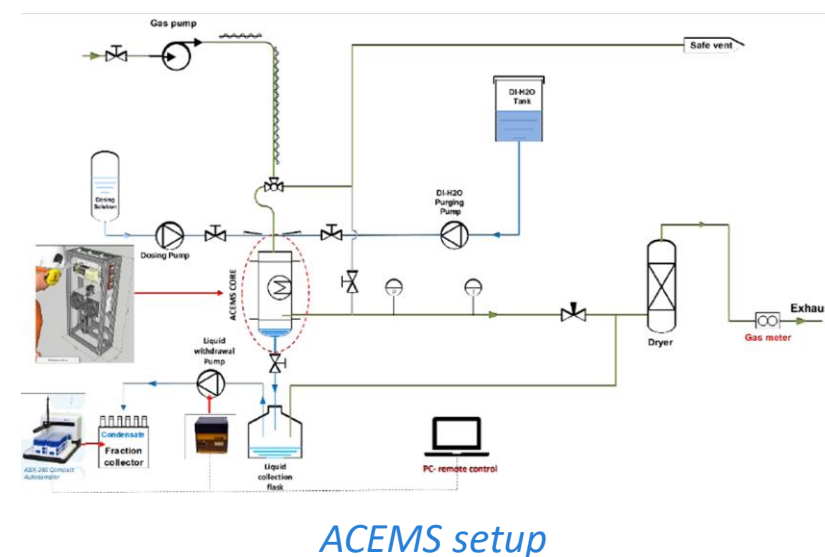 Gas pump
Safe vent
DI-H2O
Tank
Dosing
Solution
DI-H2O
Purging
Pump
Dosing Pump
ACEMS CORE
M
Exhau
Dryer
Gas meter
Liquid
withdrawal
Pump
Condensate
Fraction
collector
ASX-280 Compact
Autosampler
Liquid
collection
flask
PC- remote control
ACEMS setup